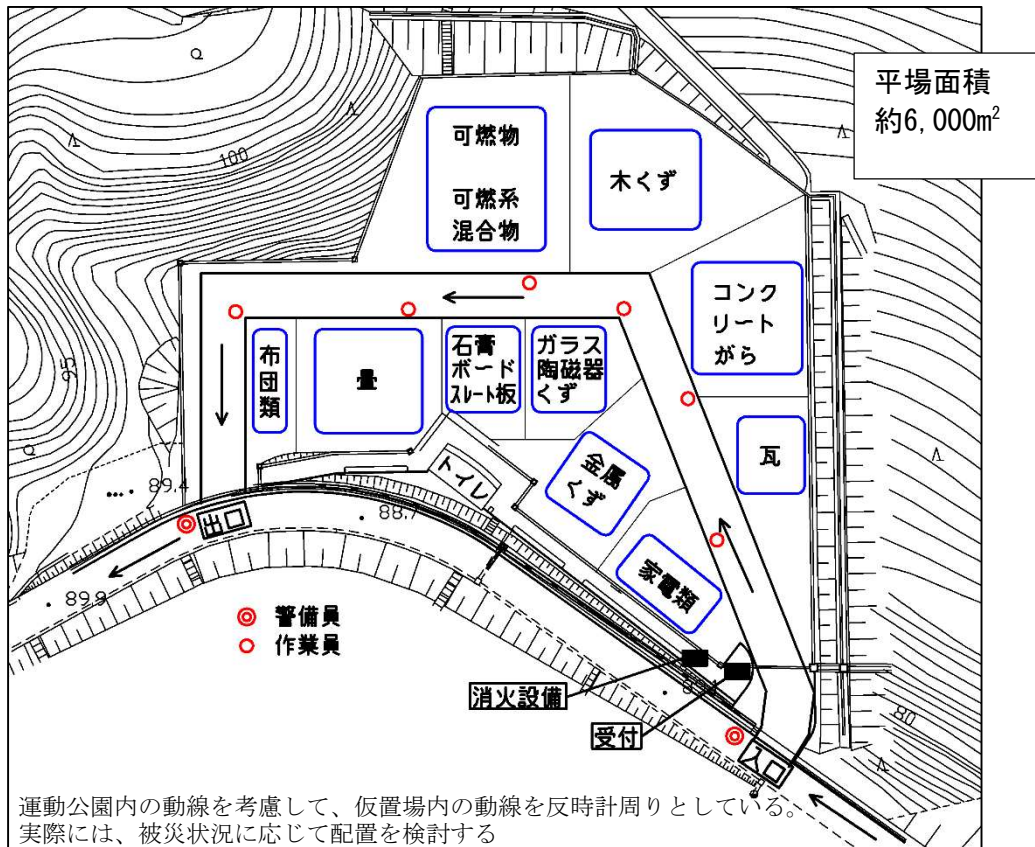 平場面積
約6,000m²
可燃物
可燃系
混合物
木くず
100
コンク
リート
がら
布
団
類
畳
石膏
ボード
スレート板
ガラス
陶磁器
くず
95
瓦
金属
くず
トイレ
89.4
出口
88.7
家電類
89.9
警備員
作業員
消火設備
受付
80
入口
運動公園内の動線を考慮して、仮置場内の動線を反時計周りとしている。
実際には、被災状況に応じて配置を検討する